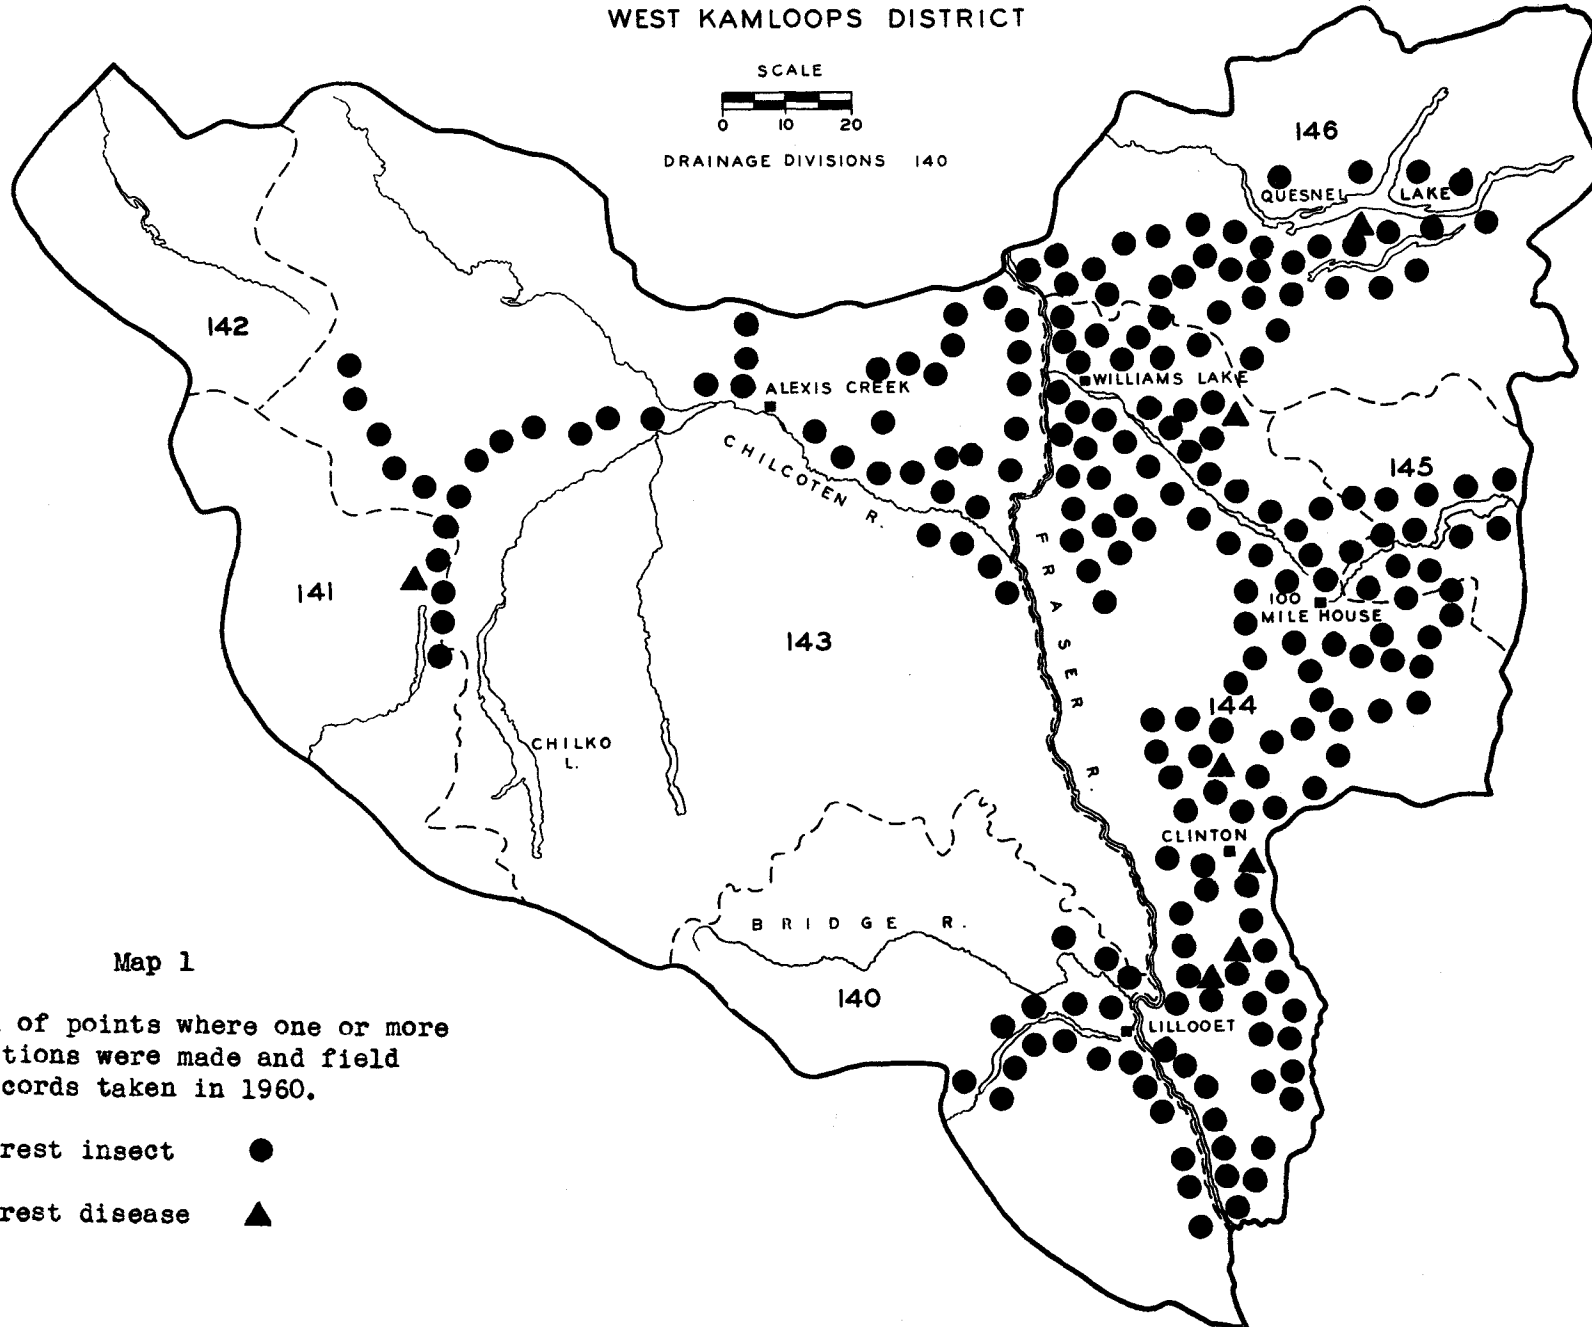 WEST KAMLOOPS DISTRICT
SCALE
0 10 20
DRAINAGE DIVISIONS 140
146
QUESNEL LAKE
142
WILLIAMS LAKE
ALEXIS CREEK
CHILCOTEN R.
145
FRASER R.
141
100
MILE HOUSE
143
144
CHILKO
L.
CLINTON
BRIDGE R.
140
LILLOOET
Map 1
of points where one or more
tions were made and field
cords taken in 1960.
rest insect
rest disease